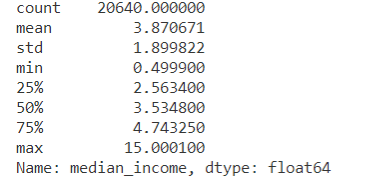 count    20640.000000
mean         3.870671
std          1.899822
min          0.499900
25%          2.563400
50%          3.534800
75%          4.743250
max         15.000100
Name: median_income, dtype: float64